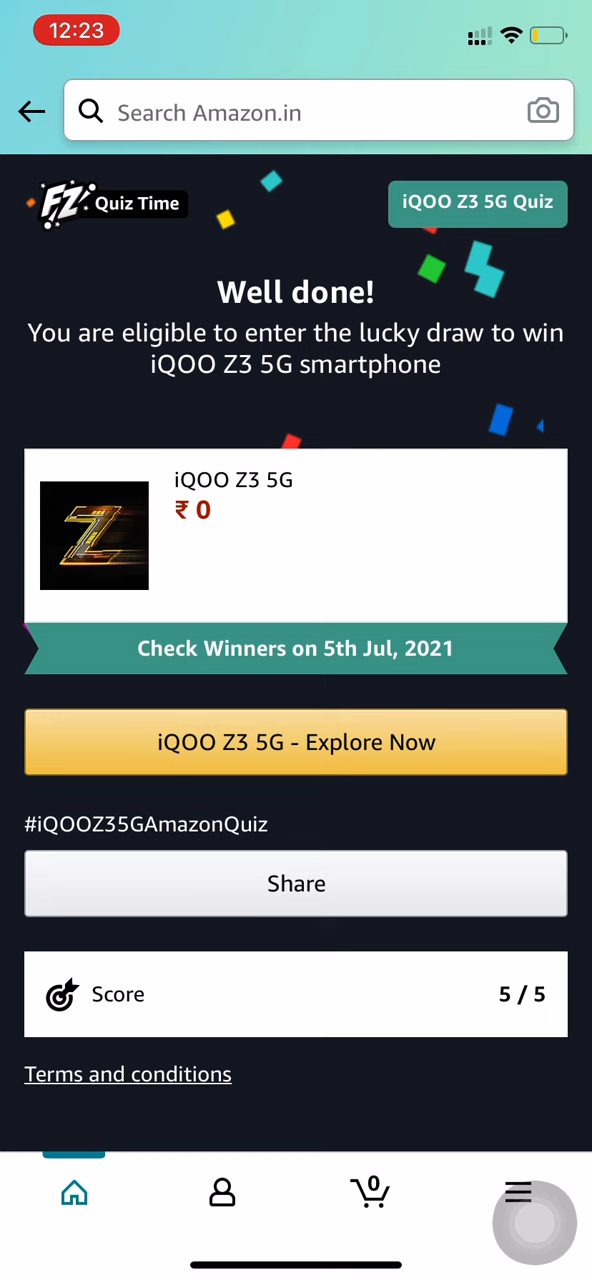 12:23
Search Amazon.in
FZ Quiz Time
iQOO Z3 5G Quiz
Well done!
You are eligible to enter the lucky draw to win
iQOO Z3 5G smartphone
Z
iQOO Z3 5G
₹ 0
Check Winners on 5th Jul, 2021
iQOO Z3 5G - Explore Now
#iQOOZ35GAmazonQuiz
Share
Score 5 / 5
Terms and conditions
0